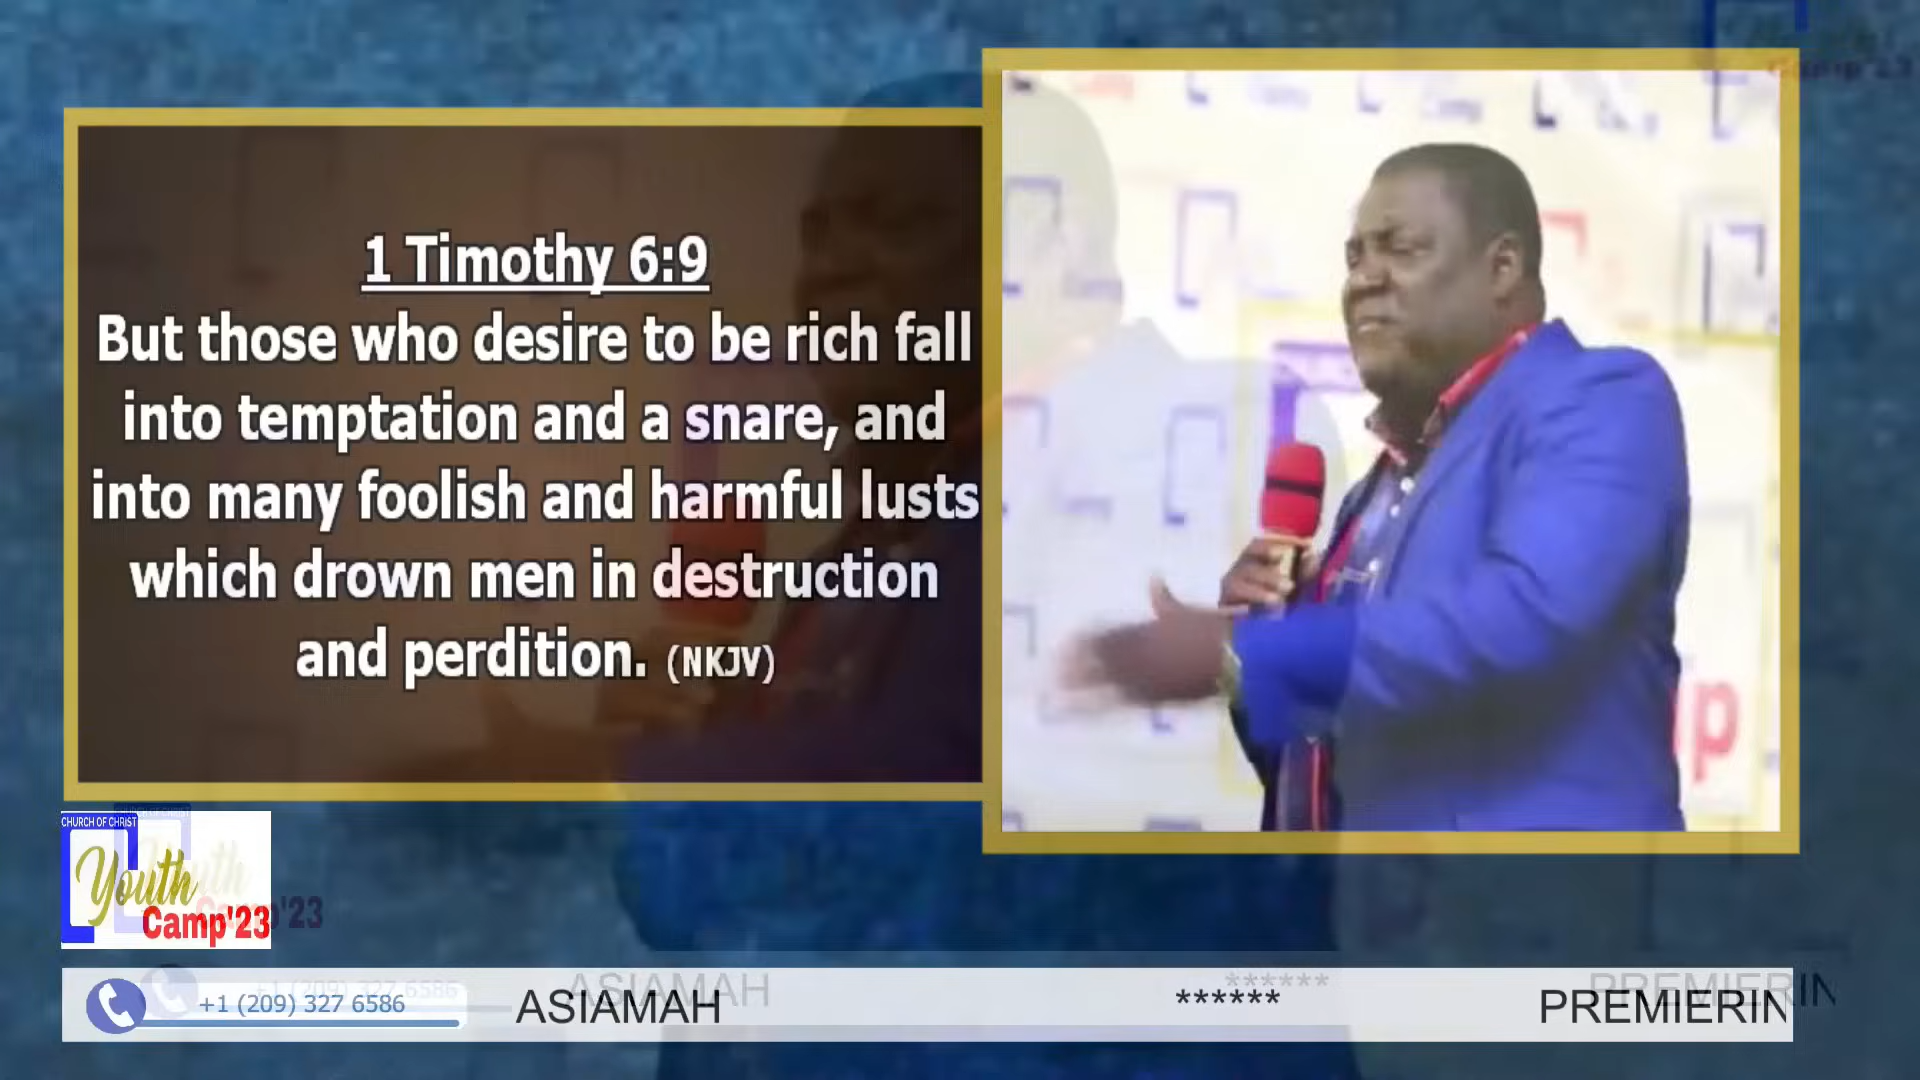 1 Timothy 6:9
But those who desire to be rich fall
into temptation and a snare, and
into many foolish and harmful lusts
which drown men in destruction
and perdition. (NKJV)
CHURCH OF CHRIST
Youth
Camp'23
+1 (209) 327 6586
ASIAMAH ****** PREMIERIN